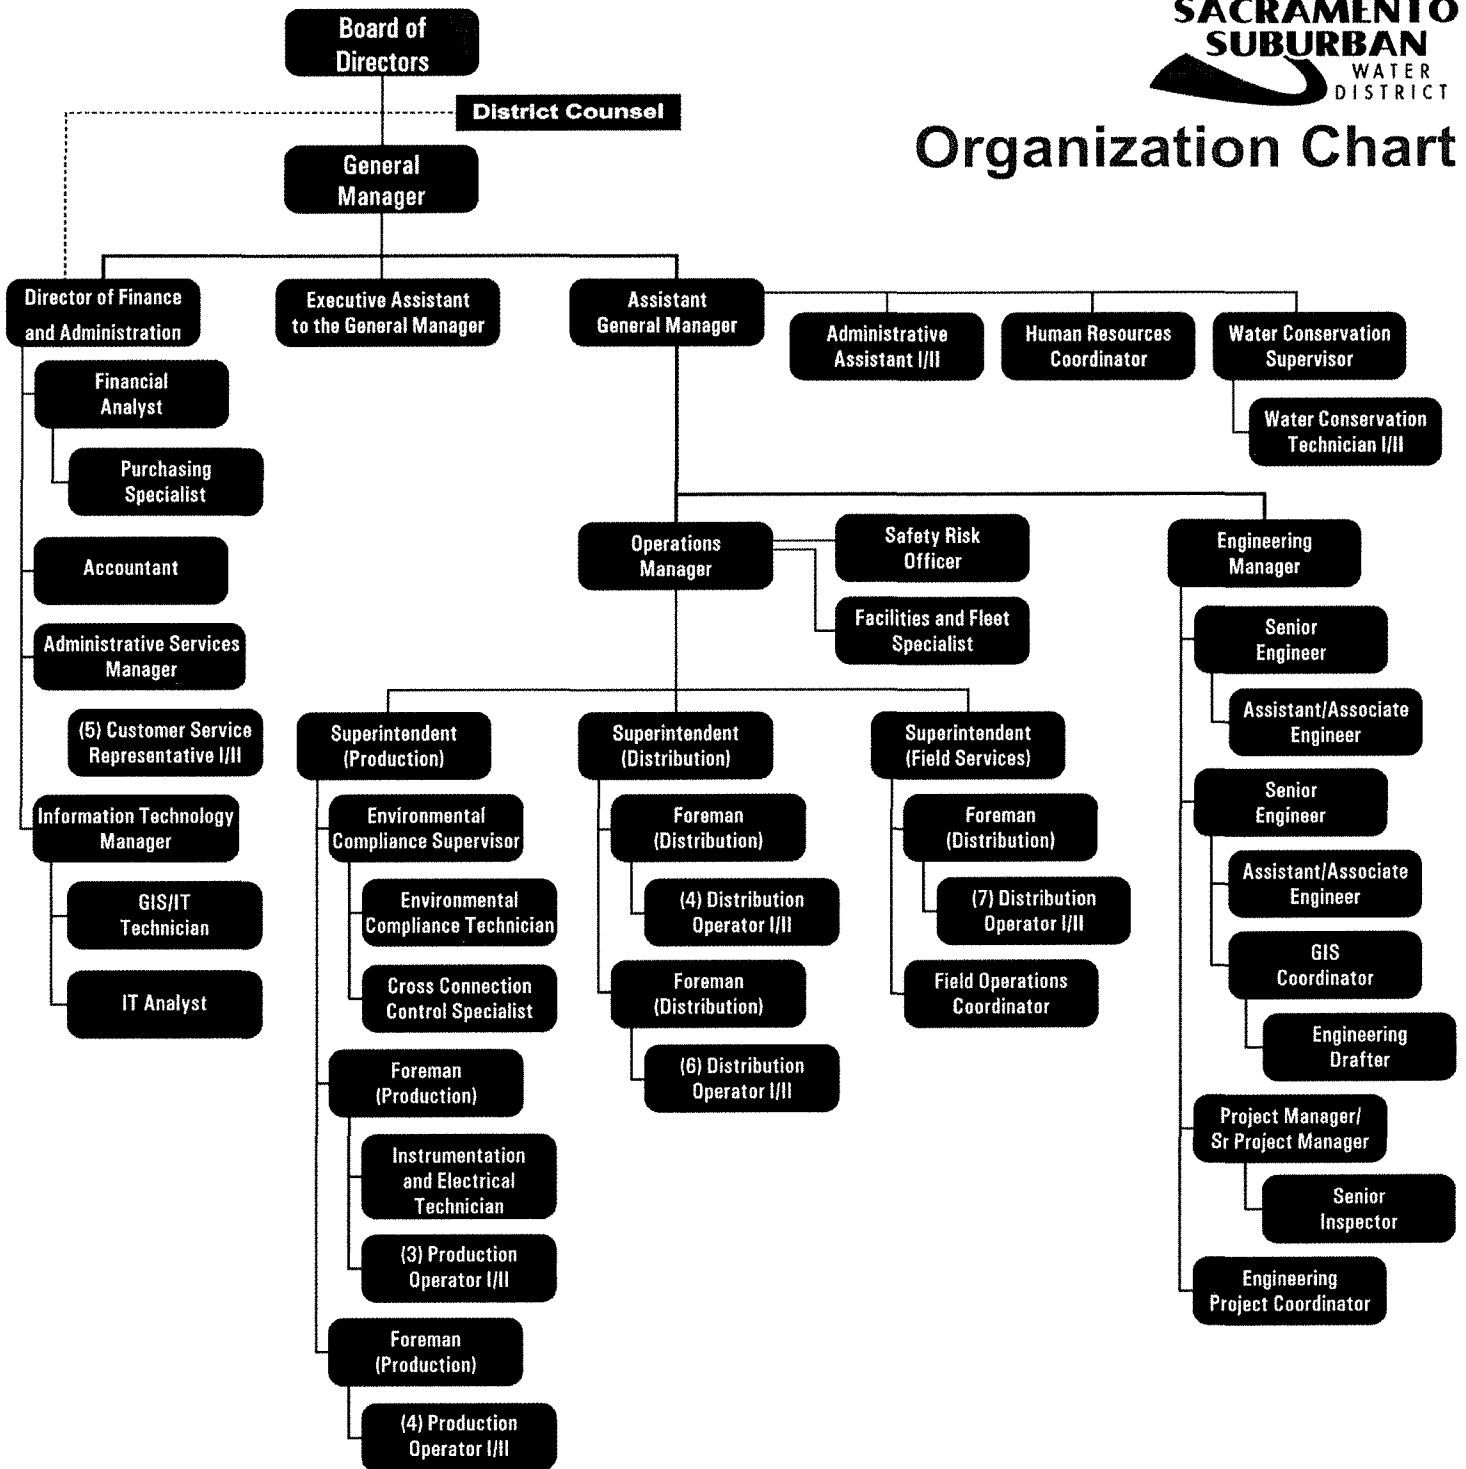 SACRAMENTO
SUBURBAN
WATER
DISTRICT
Organization Chart
Board of
Directors
District Counsel
General
Manager
Director of Finance
and Administration
Executive Assistant
to the General Manager
Assistant
General Manager
Administrative
Assistant I/II
Human Resources
Coordinator
Water Conservation
Supervisor
Water Conservation
Technician I/II
Financial
Analyst
Purchasing
Specialist
Accountant
Administrative Services
Manager
(5) Customer Service
Representative I/II
Information Technology
Manager
GIS/IT
Technician
IT Analyst
Operations
Manager
Safety Risk
Officer
Facilities and Fleet
Specialist
Superintendent
(Production)
Environmental
Compliance Supervisor
Environmental
Compliance Technician
Cross Connection
Control Specialist
Foreman
(Production)
Instrumentation
and Electrical
Technician
(3) Production
Operator I/II
Foreman
(Production)
(4) Production
Operator I/II
Superintendent
(Distribution)
Foreman
(Distribution)
(4) Distribution
Operator I/II
Foreman
(Distribution)
(6) Distribution
Operator I/II
Superintendent
(Field Services)
Foreman
(Distribution)
(7) Distribution
Operator I/II
Field Operations
Coordinator
Engineering
Manager
Senior
Engineer
Assistant/Associate
Engineer
Senior
Engineer
Assistant/Associate
Engineer
GIS
Coordinator
Engineering
Drafter
Project Manager/
Sr Project Manager
Senior
Inspector
Engineering
Project Coordinator